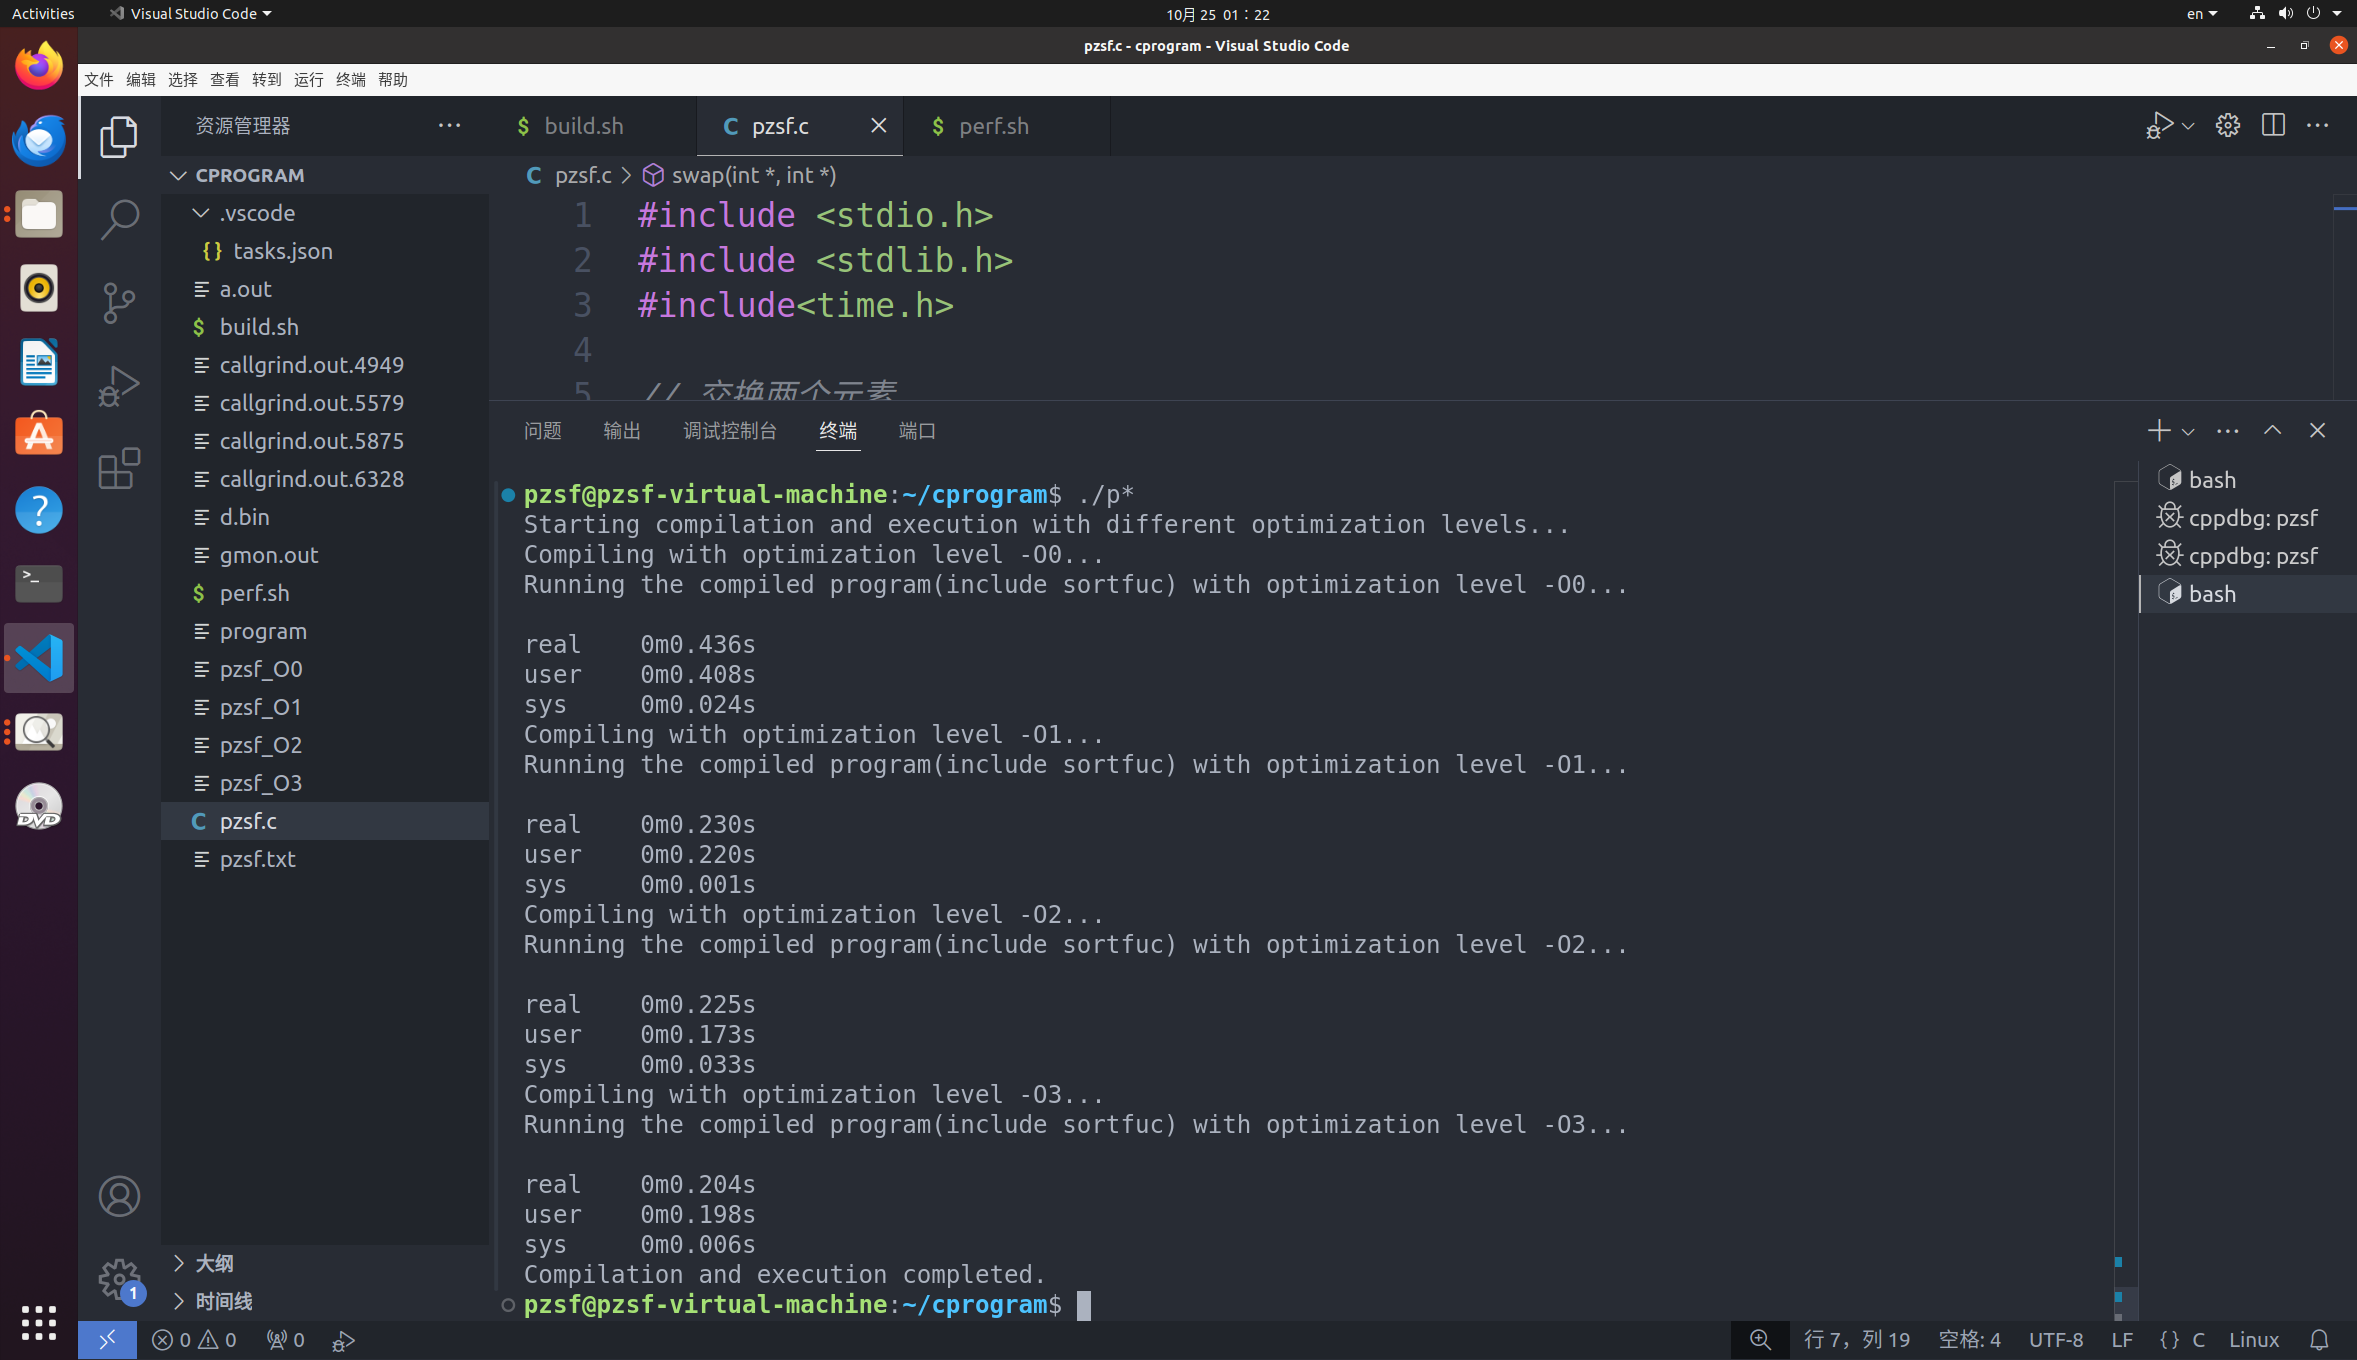 Activities
Visual Studio Code
10月 25 01：22
en
pzsf.c - cprogram - Visual Studio Code
文件 编辑 选择 查看 转到 运行 终端 帮助
资源管理器
CPROGRAM
.vscode
{} tasks.json
a.out
$ build.sh
callgrind.out.4949
callgrind.out.5579
callgrind.out.5875
callgrind.out.6328
d.bin
gmon.out
$ perf.sh
program
pzsf_O0
pzsf_O1
pzsf_O2
pzsf_O3
C pzsf.c
pzsf.txt
大纲
时间线
$ build.sh
C pzsf.c
$ perf.sh
C pzsf.c > swap(int *, int *)
1 #include <stdio.h>
2 #include <stdlib.h>
3 #include<time.h>
4
5 // 交换两个元素
问题 输出 调试控制台 终端 端口
pzsf@pzsf-virtual-machine:~/cprogram$ ./p*
Starting compilation and execution with different optimization levels...
Compiling with optimization level -O0...
Running the compiled program(include sortfuc) with optimization level -O0...
real 0m0.436s
user 0m0.408s
sys 0m0.024s
Compiling with optimization level -O1...
Running the compiled program(include sortfuc) with optimization level -O1...
real 0m0.230s
user 0m0.220s
sys 0m0.001s
Compiling with optimization level -O2...
Running the compiled program(include sortfuc) with optimization level -O2...
real 0m0.225s
user 0m0.173s
sys 0m0.033s
Compiling with optimization level -O3...
Running the compiled program(include sortfuc) with optimization level -O3...
real 0m0.204s
user 0m0.198s
sys 0m0.006s
Compilation and execution completed.
pzsf@pzsf-virtual-machine:~/cprogram$
bash
cppdbg: pzsf
cppdbg: pzsf
bash
DVD
1
0 0 0
行 7，列 19 空格: 4 UTF-8 LF {} C Linux